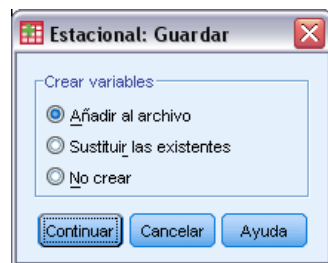 Estacional: Guardar
Crear variables
Añadir al archivo
Sustituir las existentes
No crear
Continuar Cancelar Ayuda